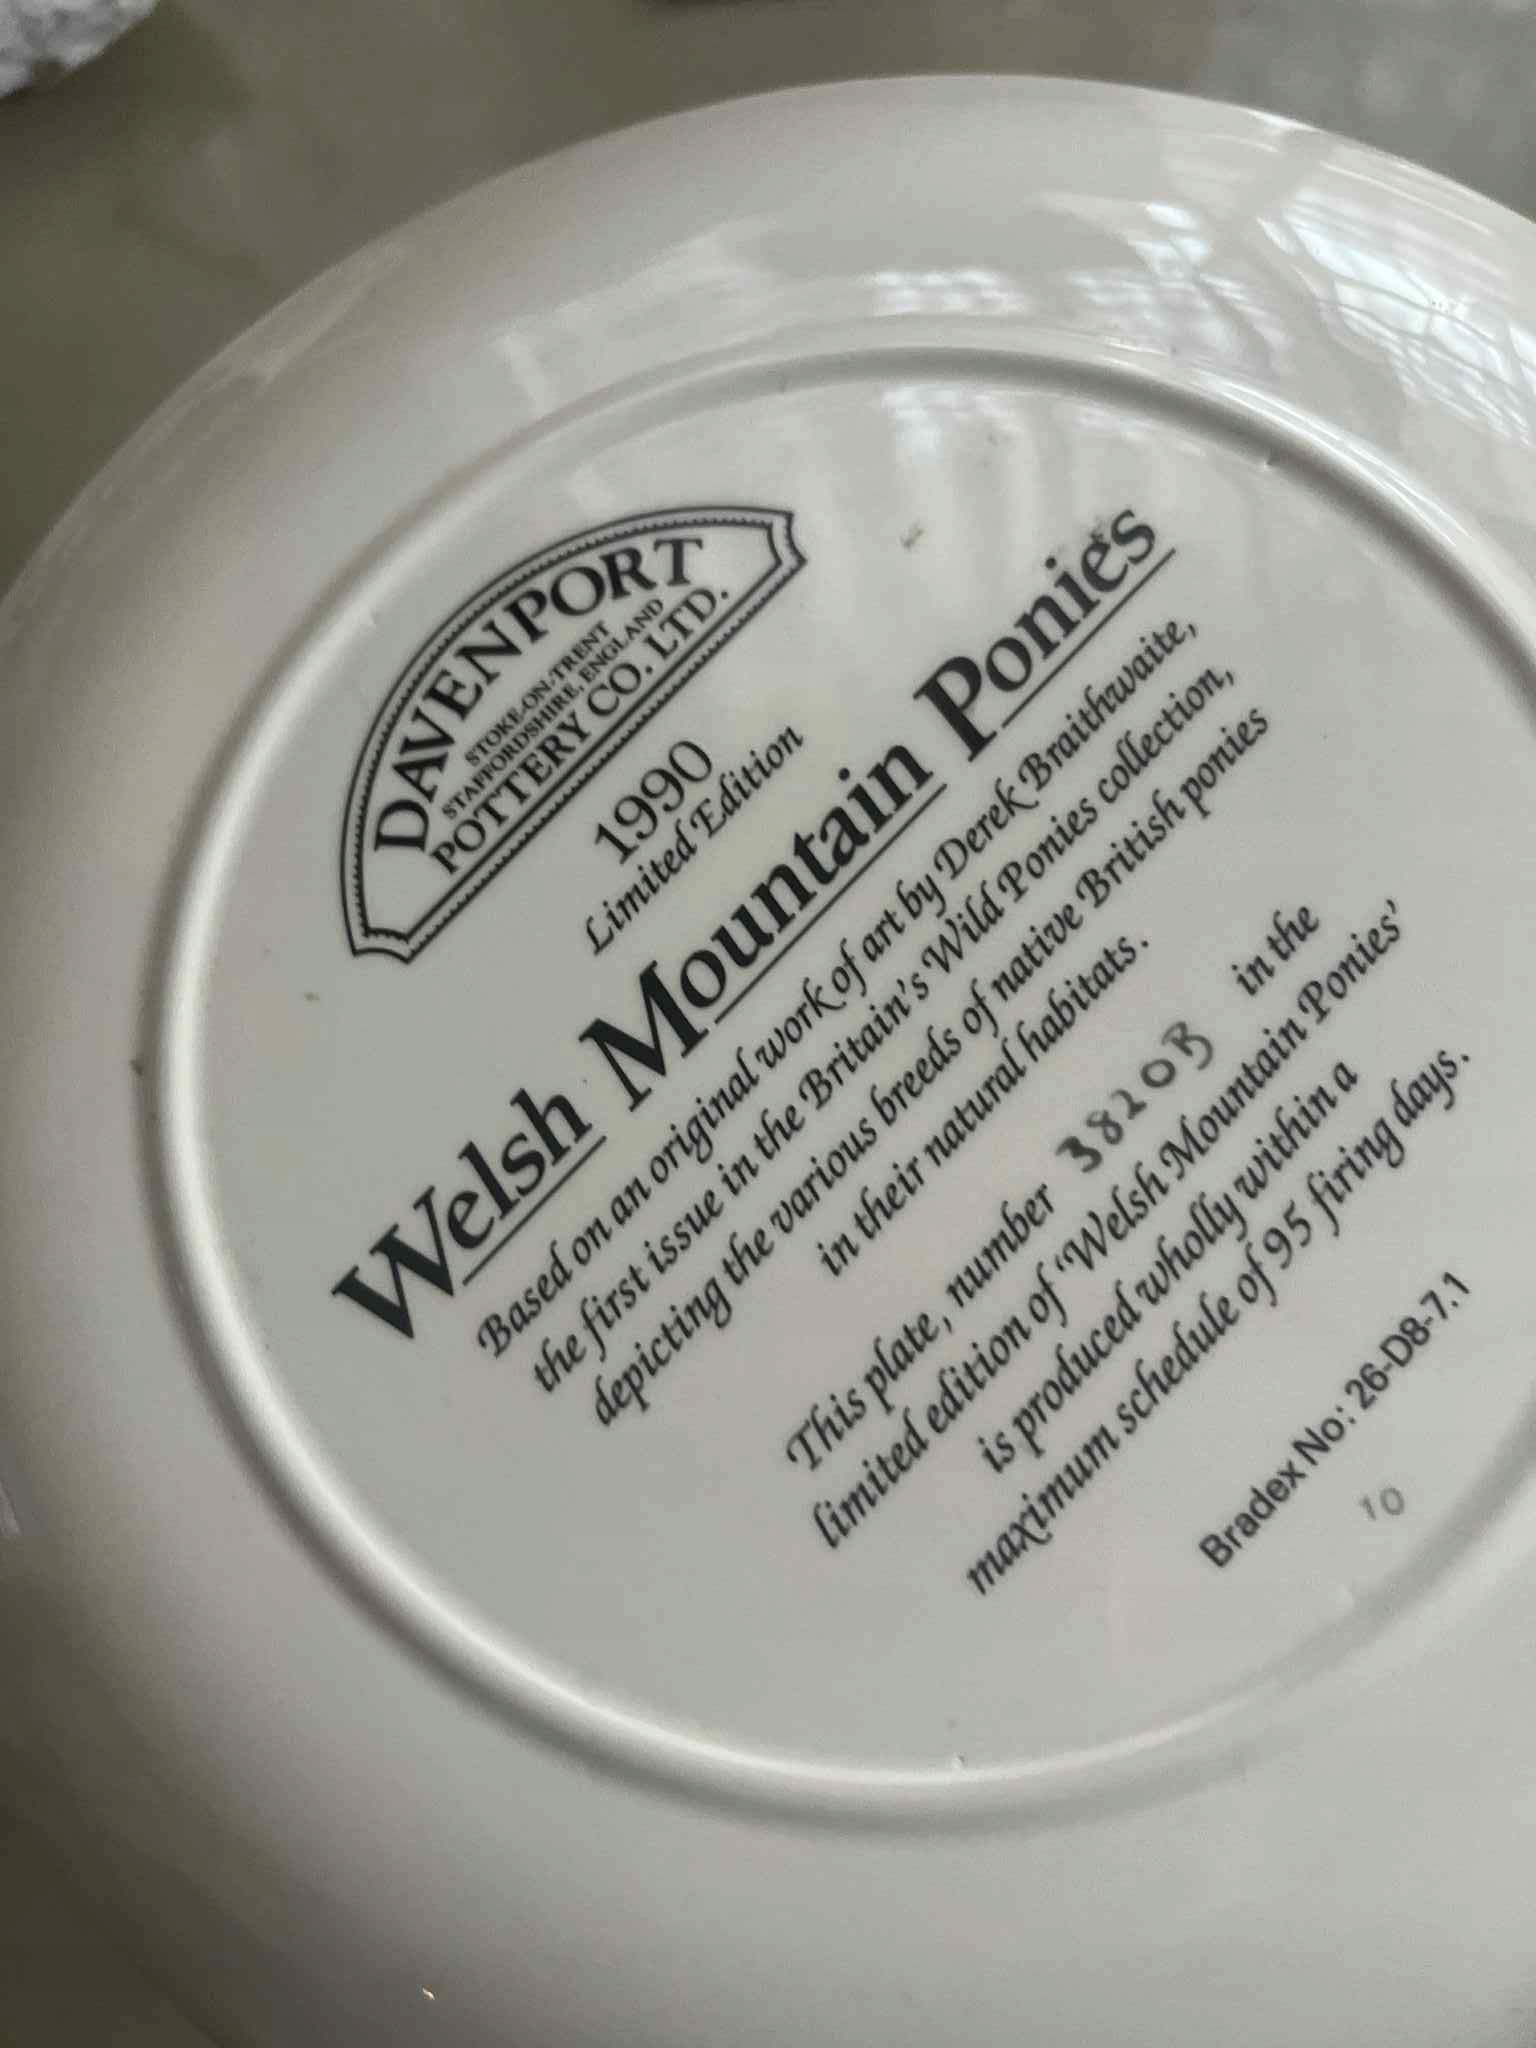 DAVENPORT
STOKE-ON-TRENT
STAFFORDSHIRE, ENGLAND
POTTERY CO. LTD.
1990
Limited Edition
Welsh Mountain Ponies
Based on an original work of art by Derek Braithwaite,
the first issue in the Britain's Wild Ponies collection,
depicting the various breeds of native British ponies
in their natural habitats.
This plate, number 3820B in the
limited edition of "Welsh Mountain Ponies'
is produced wholly within a
maximum schedule of 95 firing days.
Bradex No: 26-D8-7.1
10